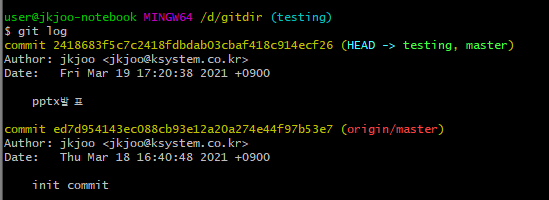 user@jkjoo-notebook MINGW64 /d/gitdir (testing)
$ git log
commit 2418683f5c7c2418fdbdab03cbaf418c914ecf26 (HEAD -> testing, master)
Author: jkjoo <jkjoo@ksystem.co.kr>
Date:   Fri Mar 19 17:20:38 2021 +0900
    pptx발표
commit ed7d954143ec088cb93e12a20a274e44f97b53e7 (origin/master)
Author: jkjoo <jkjoo@ksystem.co.kr>
Date:   Thu Mar 18 16:40:48 2021 +0900
    init commit